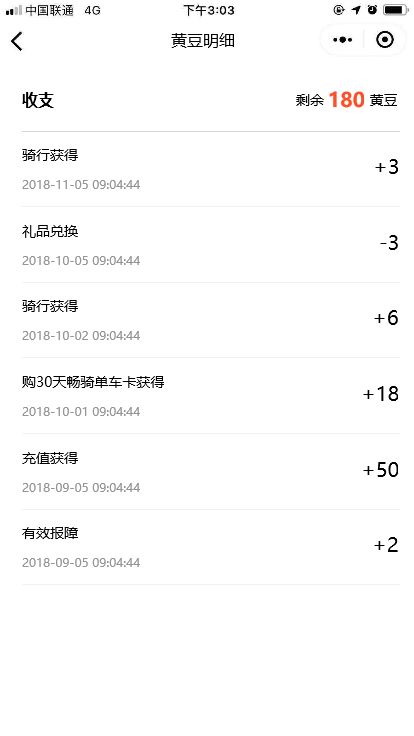 中国联通 4G 下午3:03
黄豆明细
收支 剩余 180 黄豆
骑行获得
+3
2018-11-05 09:04:44
礼品兑换
-3
2018-10-05 09:04:44
骑行获得
+6
2018-10-02 09:04:44
购30天畅骑单车卡获得
+18
2018-10-01 09:04:44
充值获得
+50
2018-09-05 09:04:44
有效报障
+2
2018-09-05 09:04:44